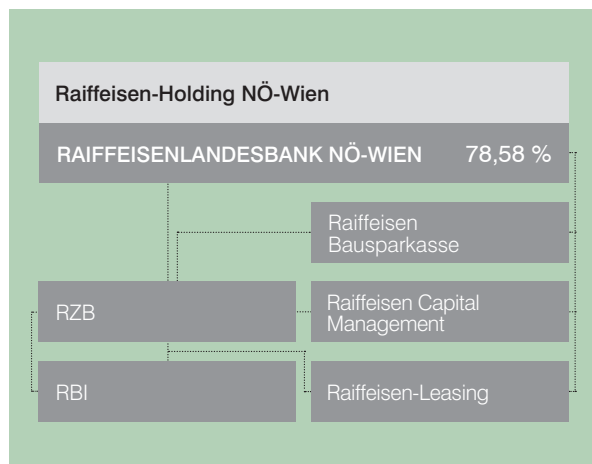 Raiffeisen-Holding NÖ-Wien
RAIFFEISENLANDESBANK NÖ-WIEN 78,58 %
Raiffeisen
Bausparkasse
RZB
Raiffeisen Capital
Management
RBI
Raiffeisen-Leasing